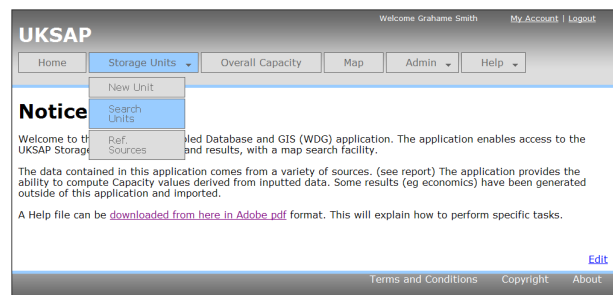 Welcome Grahame Smith My Account | Logout
UKSAP
Home Storage Units Overall Capacity Map Admin Help
New Unit
Search
Units
Ref.
Sources
Notice
Welcome to th bled Database and GIS (WDG) application. The application enables access to the
UKSAP Storage and results, with a map search facility.
The data contained in this application comes from a variety of sources. (see report) The application provides the
ability to compute Capacity values derived from inputted data. Some results (eg economics) have been generated
outside of this application and imported.
A Help file can be downloaded from here in Adobe pdf format. This will explain how to perform specific tasks.
Edit
Terms and Conditions Copyright About